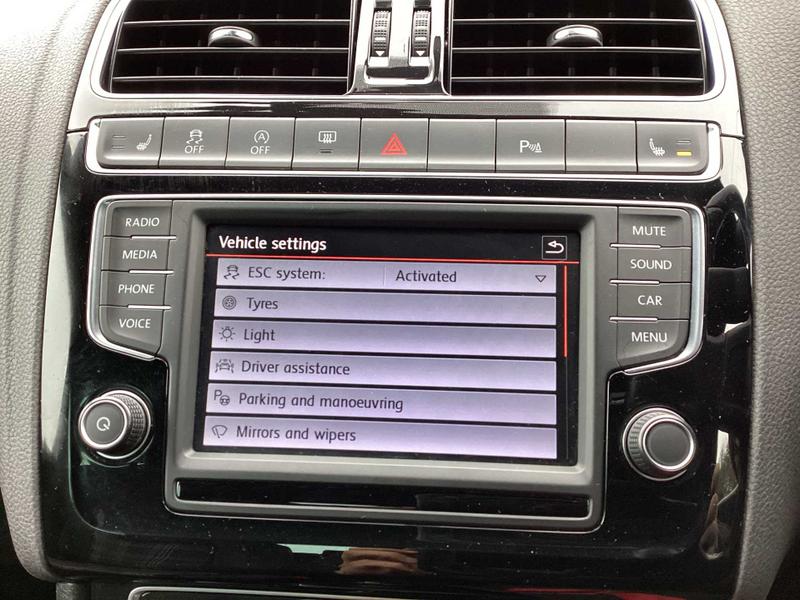 OFF
A
OFF
P
RADIO
MEDIA
PHONE
VOICE
Vehicle settings
ESC system: Activated
Tyres
Light
Driver assistance
P Parking and manoeuvring
Mirrors and wipers
MUTE
SOUND
CAR
MENU